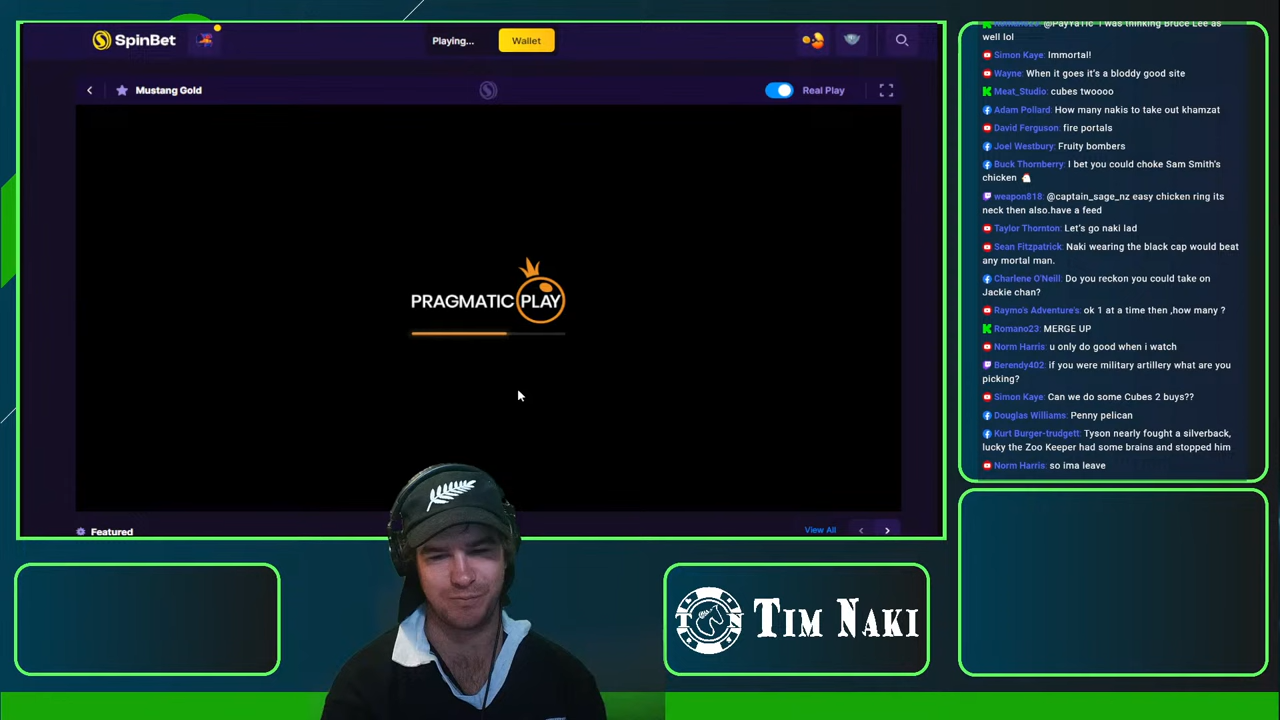 SpinBet
Playing...
Wallet
Mustang Gold
Real Play
PRAGMATIC PLAY
Featured
View All
TIM NAKI
TN
well lol
Simon Kaye: Immortal!
Wayne: When it goes it's a bloody good site
Meat_Studio: cubes twoooo
Adam Pollard: How many nakis to take out khamzat
David Ferguson: fire portals
Joel Westbury: Fruity bombers
Buck Thornberry: I bet you could choke Sam Smith's
chicken
weapon818: @captain_sage_nz easy chicken ring its
neck then also.have a feed
Taylor Thornton: Let's go naki lad
Sean Fitzpatrick: Naki wearing the black cap would beat
any mortal man.
Charlene O'Neill: Do you reckon you could take on
Jackie chan?
Raymo's Adventure's: ok 1 at a time then ,how many ?
Romano23: MERGE UP
Norm Harris: u only do good when i watch
Berendy402: if you were military artillery what are you
picking?
Simon Kaye: Can we do some Cubes 2 buys??
Douglas Williams: Penny pelican
Kurt Burger-trudgett: Tyson nearly fought a silverback,
lucky the Zoo Keeper had some brains and stopped him
Norm Harris: so ima leave